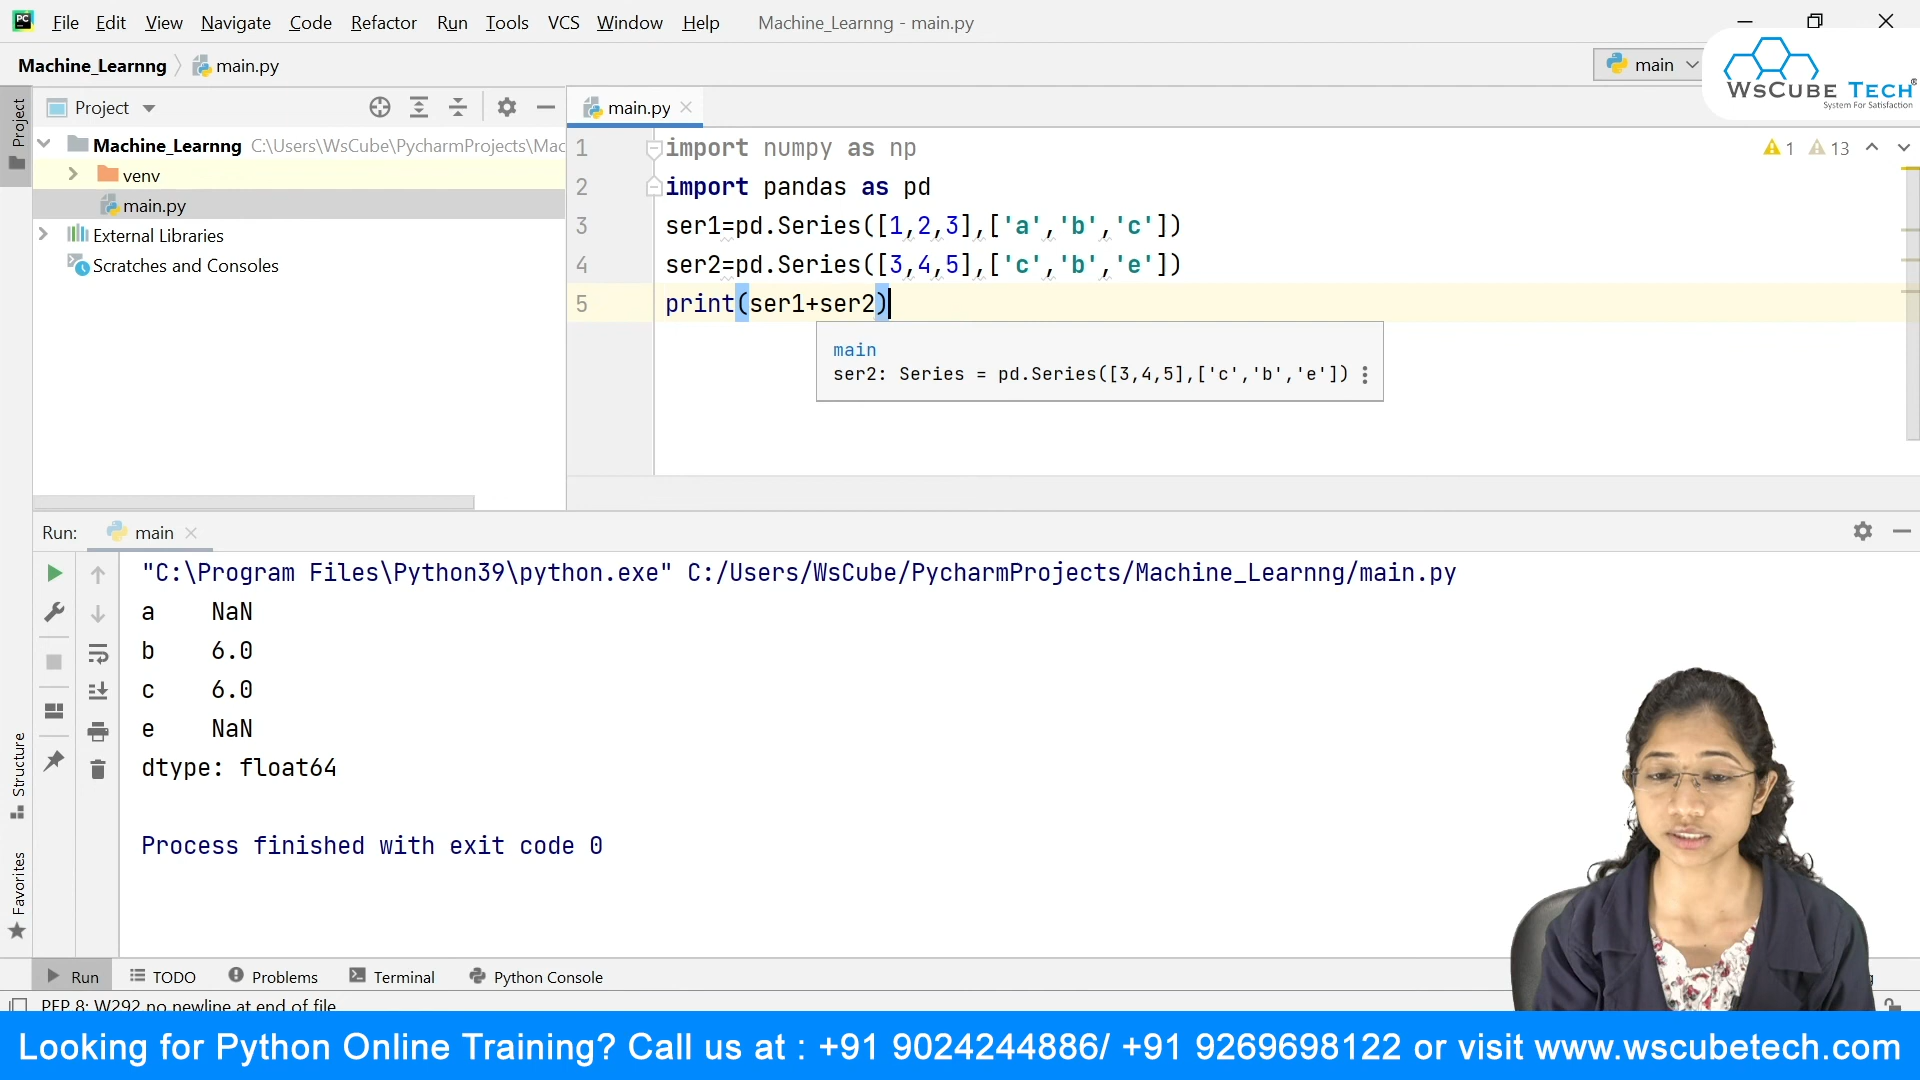 File Edit View Navigate Code Refactor Run Tools VCS Window Help Machine_Learnng - main.py
Machine_Learnng main.py
main
WsCube Tech®
System For Satisfaction
Project
Project
main.py
Machine_Learnng C:\Users\WsCube\PycharmProjects\Mac
venv
main.py
External Libraries
Scratches and Consoles
1 import numpy as np
2 import pandas as pd
3 ser1=pd.Series([1,2,3],['a','b','c'])
4 ser2=pd.Series([3,4,5],['c','b','e'])
5 print(ser1+ser2)
1 13
main
ser2: Series = pd.Series([3,4,5],['c','b','e'])
Run: main
"C:\Program Files\Python39\python.exe" C:/Users/WsCube/PycharmProjects/Machine_Learnng/main.py
a NaN
b 6.0
c 6.0
e NaN
dtype: float64
Process finished with exit code 0
Structure
Favorites
Run TODO Problems Terminal Python Console
PEP 8: W292 no newline at end of file
Looking for Python Online Training? Call us at : +91 9024244886/ +91 9269698122 or visit www.wscubetech.com